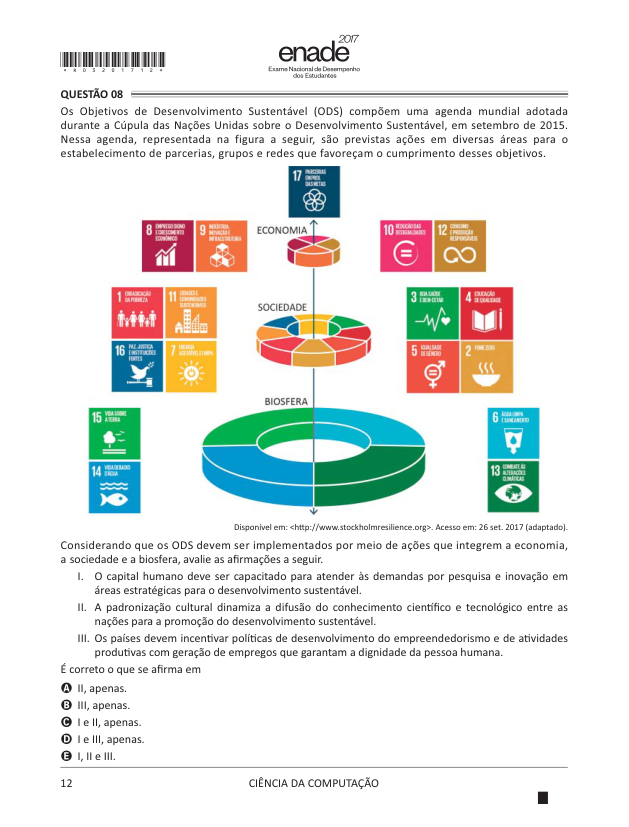 2017
enade
Exame Nacional de Desempenho
dos Estudantes
* R 0 3 2 0 1 7 1 2 *
QUESTÃO 08
Os Objetivos de Desenvolvimento Sustentável (ODS) compõem uma agenda mundial adotada
durante a Cúpula das Nações Unidas sobre o Desenvolvimento Sustentável, em setembro de 2015.
Nessa agenda, representada na figura a seguir, são previstas ações em diversas áreas para o
estabelecimento de parcerias, grupos e redes que favoreçam o cumprimento desses objetivos.
17 PARCERIAS
EM PROL
DAS METAS
8 EMPREGO DIGNO
E CRESCIMENTO
ECONÔMICO
9 INDÚSTRIA,
INOVAÇÃO E
INFRAESTRUTURA
ECONOMIA
10 REDUÇÃO DAS
DESIGUALDADES
12 CONSUMO
E PRODUÇÃO
RESPONSÁVEIS
1 ERRADICAÇÃO
DA POBREZA
11 CIDADES E
COMUNIDADES
SUSTENTÁVEIS
SOCIEDADE
3 BOA SAÚDE
E BEM-ESTAR
4 EDUCAÇÃO
DE QUALIDADE
16 PAZ, JUSTIÇA
E INSTITUIÇÕES
FORTES
7 ENERGIA
ACESSÍVEL E LIMPA
5 IGUALDADE
DE GÊNERO
2 FOME ZERO
BIOSFERA
15 VIDA SOBRE
A TERRA
6 ÁGUA LIMPA
E SANEAMENTO
14 VIDA DEBAIXO
D'ÁGUA
13 COMBATE ÀS
ALTERAÇÕES
CLIMÁTICAS
Disponível em: <http://www.stockholmresilience.org>. Acesso em: 26 set. 2017 (adaptado).
Considerando que os ODS devem ser implementados por meio de ações que integrem a economia,
a sociedade e a biosfera, avalie as afirmações a seguir.
I. O capital humano deve ser capacitado para atender às demandas por pesquisa e inovação em
áreas estratégicas para o desenvolvimento sustentável.
II. A padronização cultural dinamiza a difusão do conhecimento científico e tecnológico entre as
nações para a promoção do desenvolvimento sustentável.
III. Os países devem incentivar políticas de desenvolvimento do empreendedorismo e de atividades
produtivas com geração de empregos que garantam a dignidade da pessoa humana.
É correto o que se afirma em
A II, apenas.
B III, apenas.
C I e II, apenas.
D I e III, apenas.
E I, II e III.
12
CIÊNCIA DA COMPUTAÇÃO